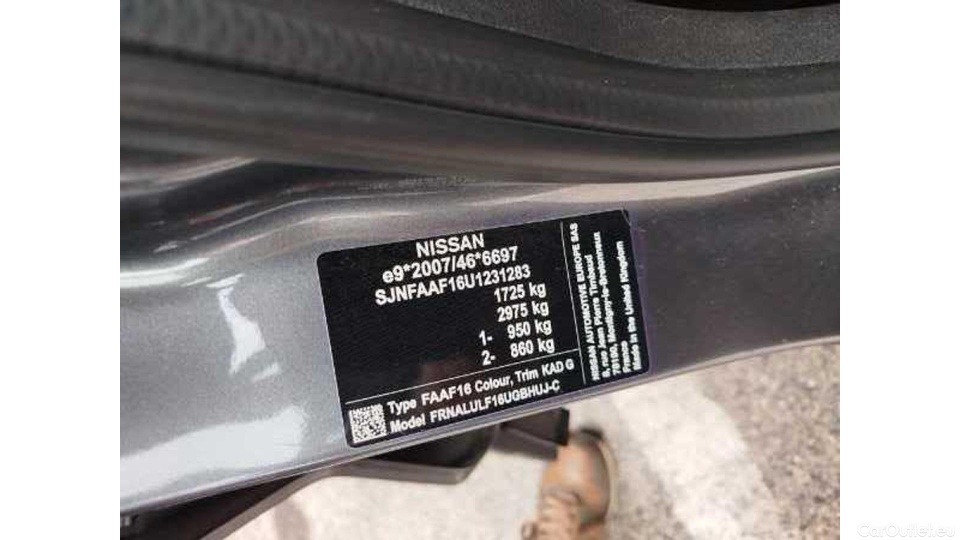 NISSAN
e9*2007/46*6697
SJNFAAF16U1231283
1725 kg
2975 kg
1- 950 kg
2- 860 kg
Type FAAF16 Colour, Trim KAD G
Model FRNALULF16UGBHUJ-C
NISSAN AUTOMOTIVE EUROPE SAS
8, rue Jean Pierre Timbaud
78180, Montigny-le-Bretonneux
France
Made in the United Kingdom
CarOutlet.eu